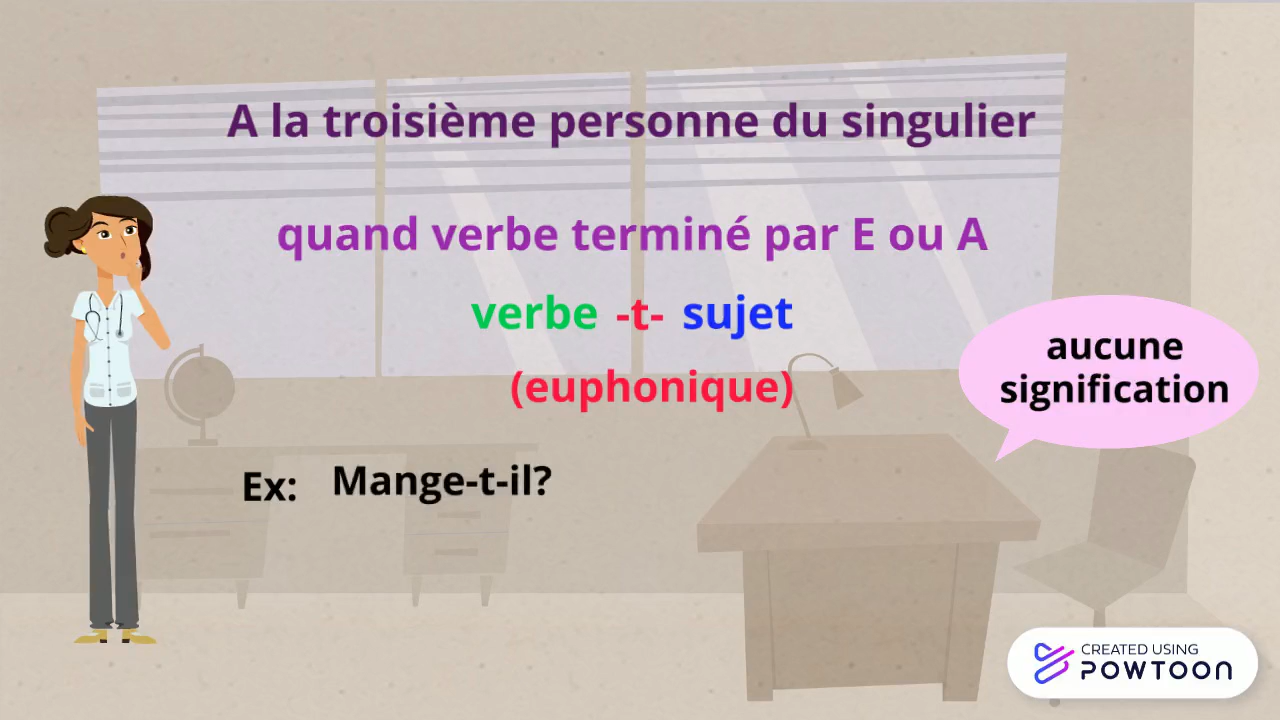 A la troisième personne du singulier
quand verbe terminé par E ou A
verbe -t- sujet
(euphonique)
aucune
signification
Ex: Mange-t-il?
CREATED USING
POWTOON